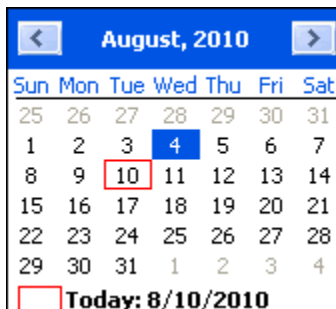 August, 2010
Sun Mon Tue Wed Thu Fri Sat
25 26 27 28 29 30 31
1 2 3 4 5 6 7
8 9 10 11 12 13 14
15 16 17 18 19 20 21
22 23 24 25 26 27 28
29 30 31 1 2 3 4
Today: 8/10/2010